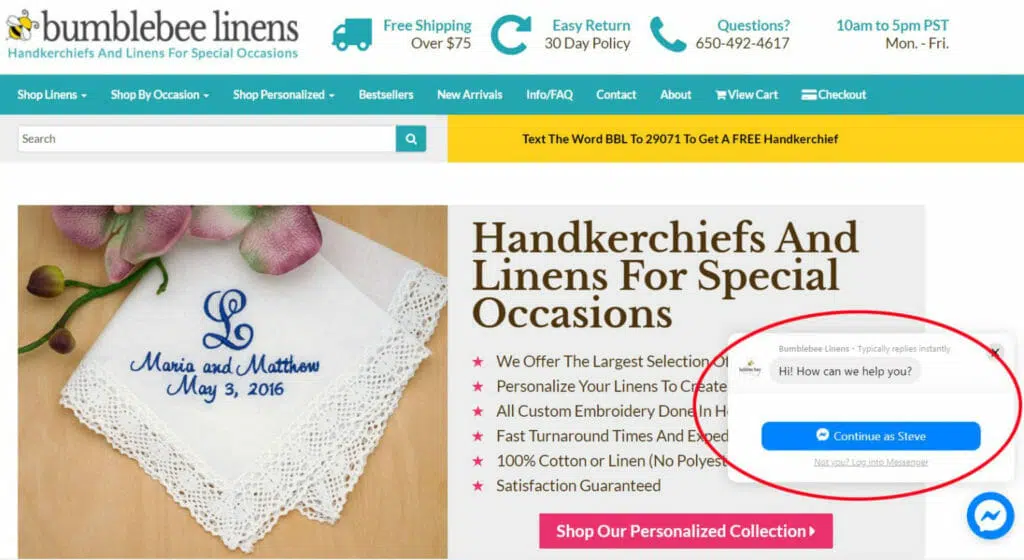 bumblebee linens
Handkerchiefs And Linens For Special Occasions
Free Shipping
Over $75
Easy Return
30 Day Policy
Questions?
650-492-4617
10am to 5pm PST
Mon. - Fri.
Shop Linens
Shop By Occasion
Shop Personalized
Bestsellers
New Arrivals
Info/FAQ
Contact
About
View Cart
Checkout
Search
Text The Word BBL To 29071 To Get A FREE Handkerchief
L
Maria and Matthew
May 3, 2016
Handkerchiefs And
Linens For Special
Occasions
We Offer The Largest Selection
Personalize Your Linens To Create
All Custom Embroidery Done In
Fast Turnaround Times And
100% Cotton or Linen (No
Satisfaction Guaranteed
Shop Our Personalized Collection
Bumblebee Linens • Typically replies instantly
Hi! How can we help you?
Continue as Steve
Not you? Log into Messenger